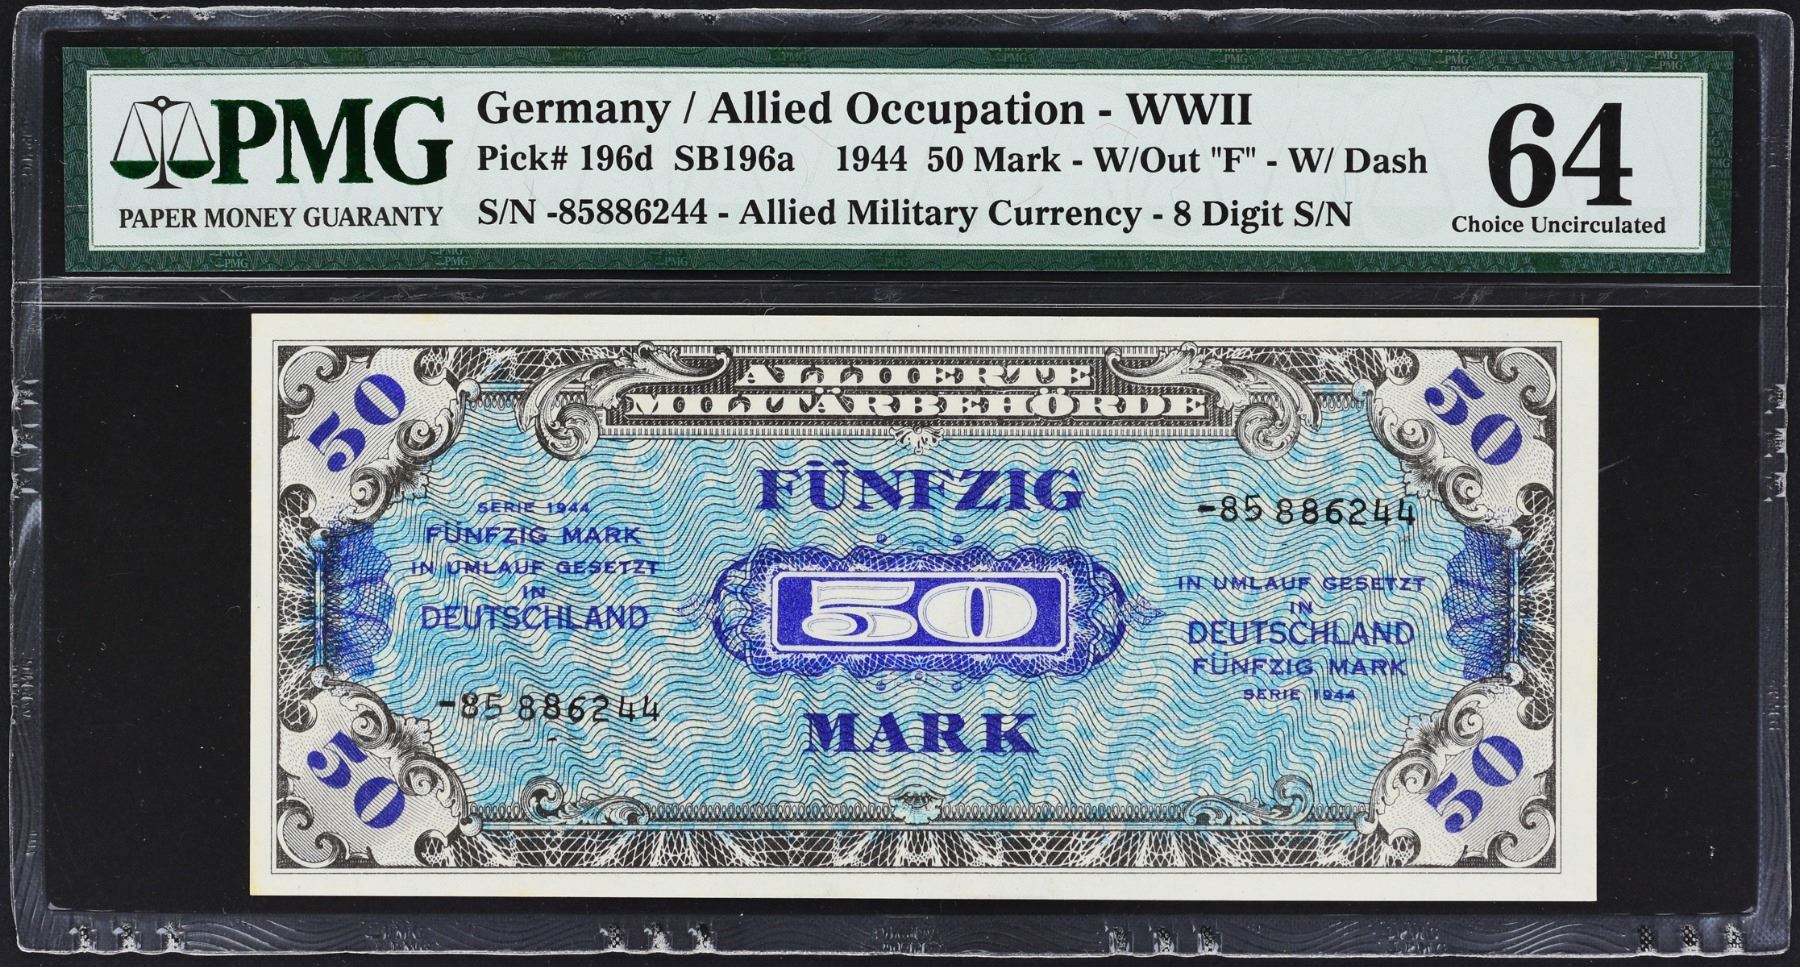 PMG
PAPER MONEY GUARANTY
Germany / Allied Occupation - WWII
Pick# 196d SB196a 1944 50 Mark - W/Out "F" - W/ Dash
S/N -85886244 - Allied Military Currency - 8 Digit S/N
64
Choice Uncirculated
50
ALLIIERTE
MILITÄRBEHÖRDE
50
FÜNFZIG
SERIE 1944
FÜNFZIG MARK
IN UMLAUF GESETZT
IN
DEUTSCHLAND
-85 886244
50
-85 886244
IN UMLAUF GESETZT
IN
DEUTSCHLAND
FÜNFZIG MARK
SERIE 1944
MARK
50
50